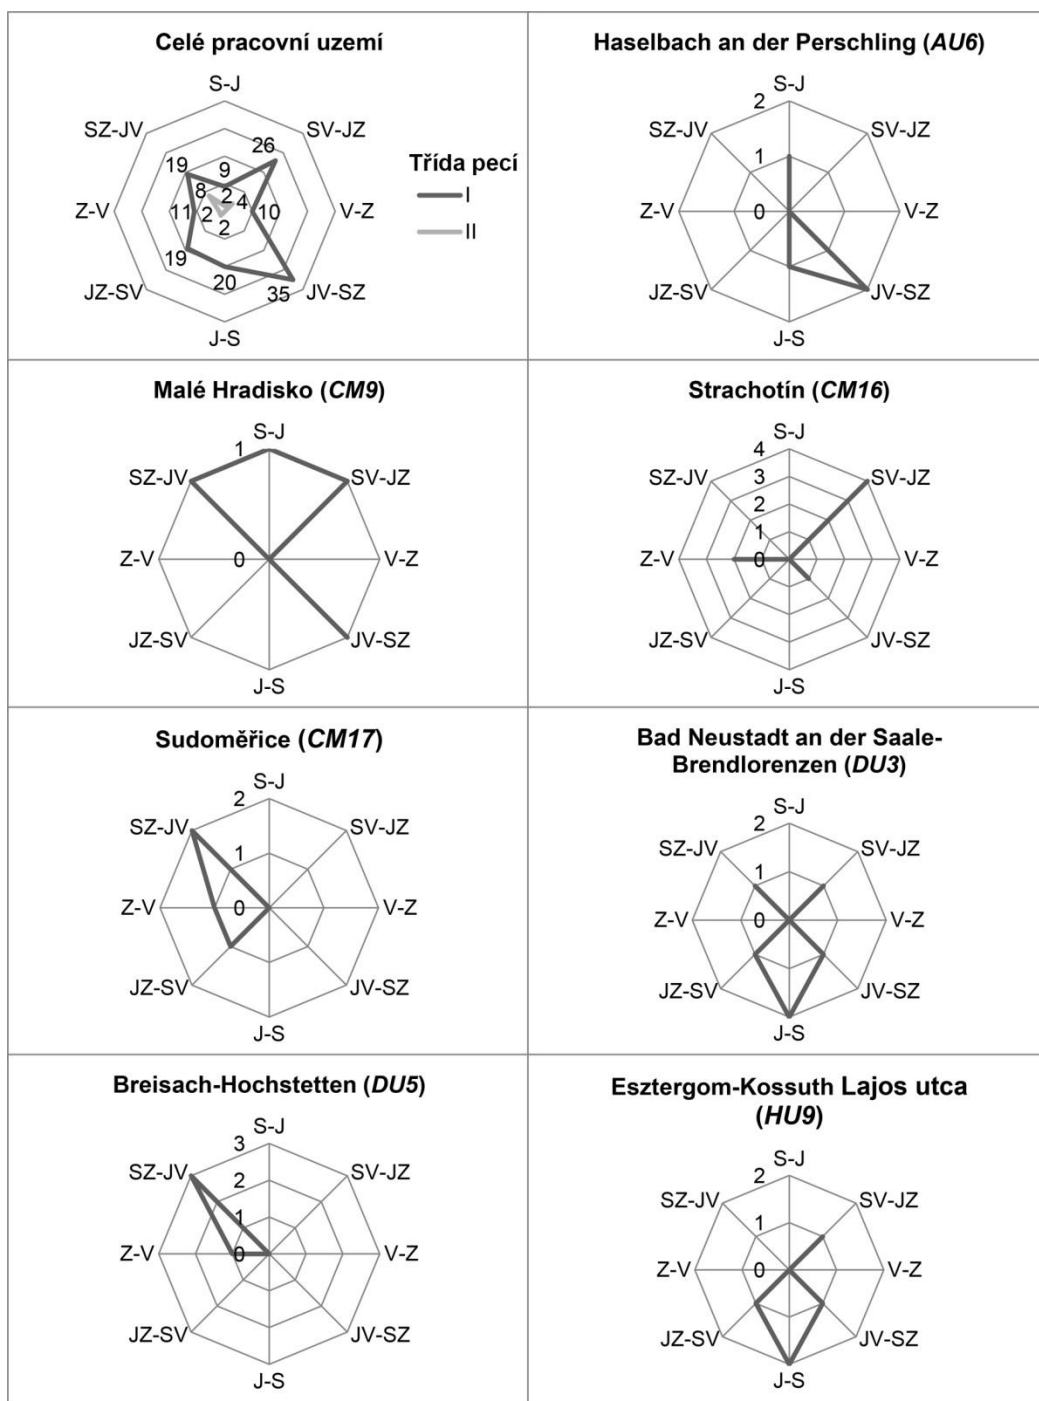 Celé pracovní uzemí
S-J
SZ-JV
SV-JZ
26
19
9
8
2
4
Z-V
11
2
10
V-Z
2
19
20
35
JZ-SV
JV-SZ
J-S
Třída pecí
I
II
Haselbach an der Perschling (AU6)
S-J
2
SZ-JV
SV-JZ
1
Z-V
0
V-Z
JZ-SV
JV-SZ
J-S
Malé Hradisko (CM9)
S-J
1
SZ-JV
SV-JZ
Z-V
0
V-Z
JZ-SV
JV-SZ
J-S
Strachotín (CM16)
S-J
4
SZ-JV
3
SV-JZ
2
1
Z-V
0
V-Z
JZ-SV
JV-SZ
J-S
Sudoměřice (CM17)
S-J
2
SZ-JV
SV-JZ
1
Z-V
0
V-Z
JZ-SV
JV-SZ
J-S
Bad Neustadt an der Saale-
Brendlorenzen (DU3)
S-J
2
SZ-JV
SV-JZ
1
Z-V
0
V-Z
JZ-SV
JV-SZ
J-S
Breisach-Hochstetten (DU5)
S-J
3
SZ-JV
SV-JZ
2
1
Z-V
0
V-Z
JZ-SV
JV-SZ
J-S
Esztergom-Kossuth Lajos utca
(HU9)
S-J
2
SZ-JV
SV-JZ
1
Z-V
0
V-Z
JZ-SV
JV-SZ
J-S